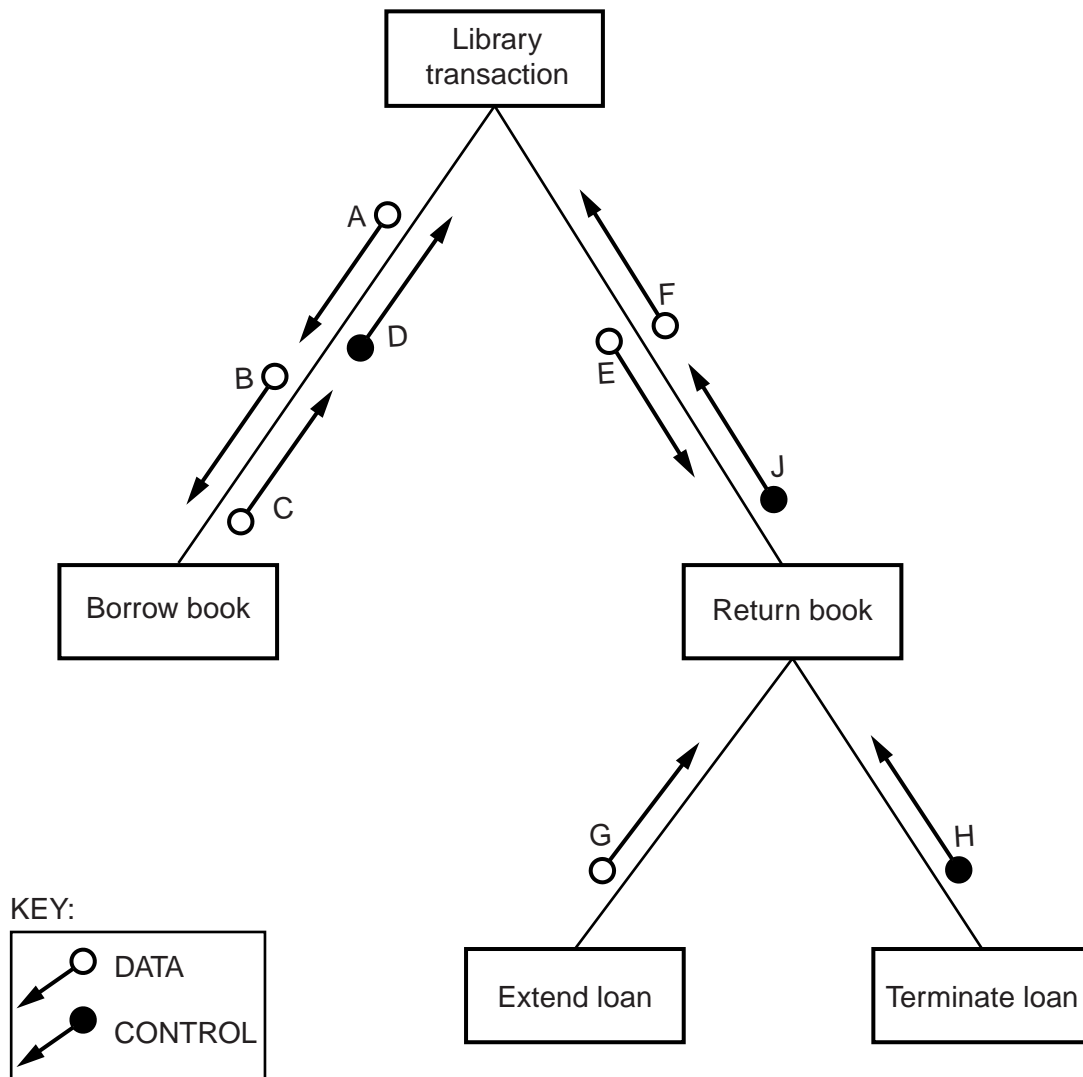 Library
transaction
A
D
B
C
F
E
J
Borrow book
Return book
G
H
KEY:
DATA
CONTROL
Extend loan
Terminate loan